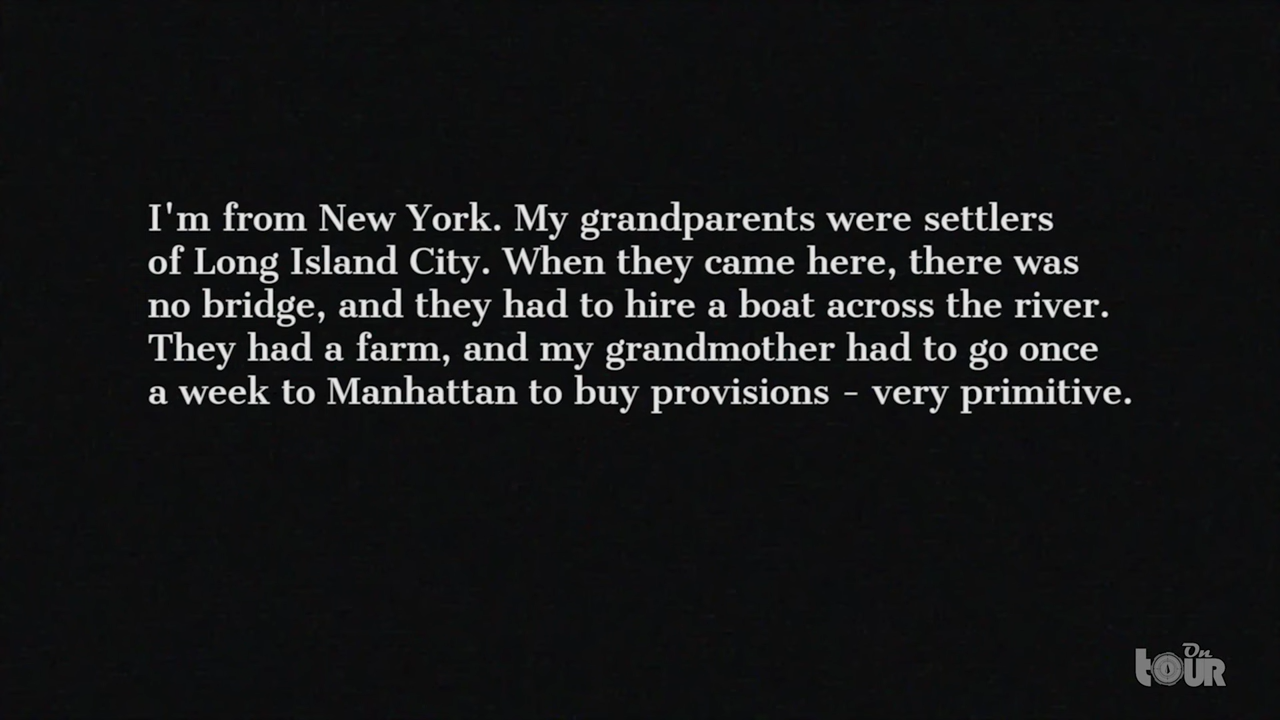 I'm from New York. My grandparents were settlers
of Long Island City. When they came here, there was
no bridge, and they had to hire a boat across the river.
They had a farm, and my grandmother had to go once
a week to Manhattan to buy provisions - very primitive.
On
tOUR